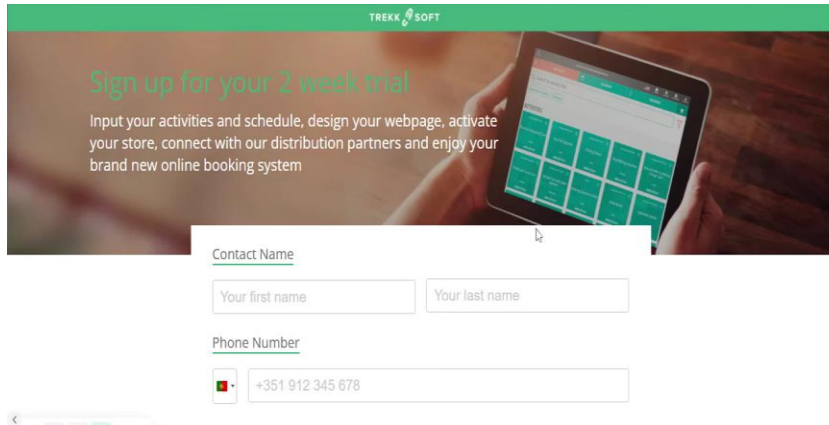 TREKK SOFT
Sign up for your 2 week trial
Input your activities and schedule, design your webpage, activate
your store, connect with our distribution partners and enjoy your
brand new online booking system
Contact Name
Your first name
Your last name
Phone Number
+351 912 345 678